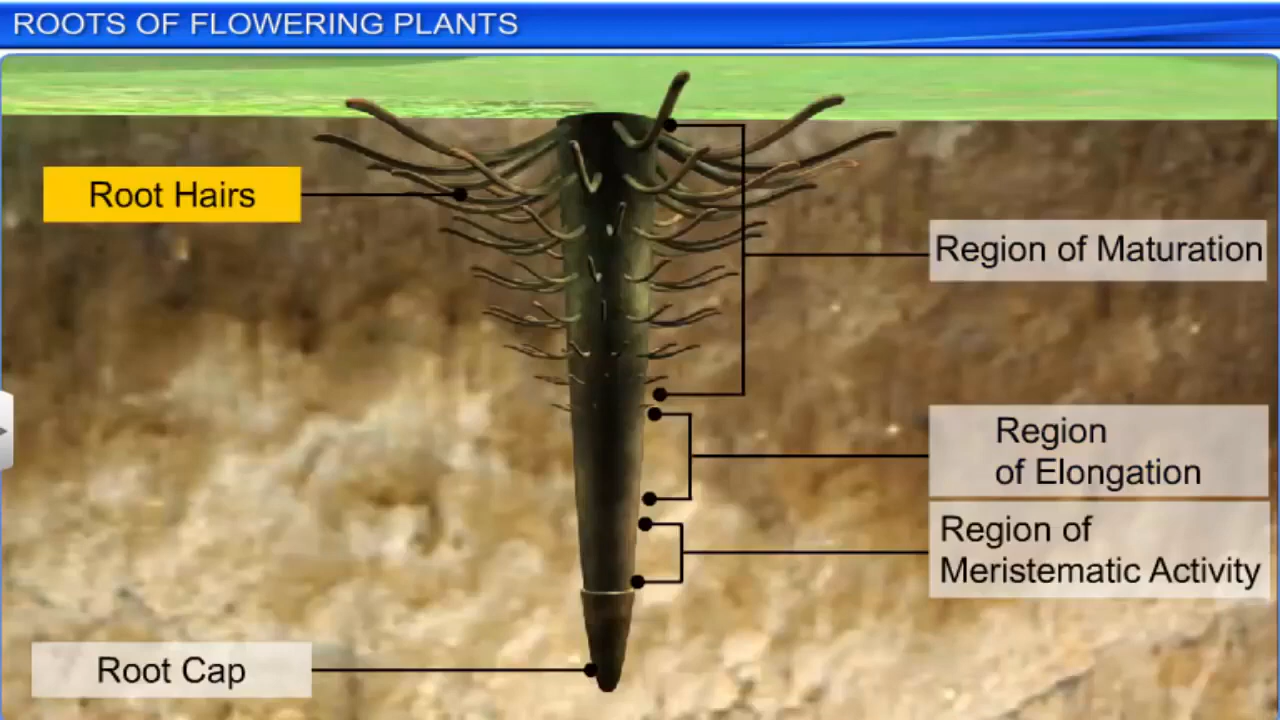 ROOTS OF FLOWERING PLANTS
Root Hairs
Region of Maturation
Region
of Elongation
Region of
Meristematic Activity
Root Cap